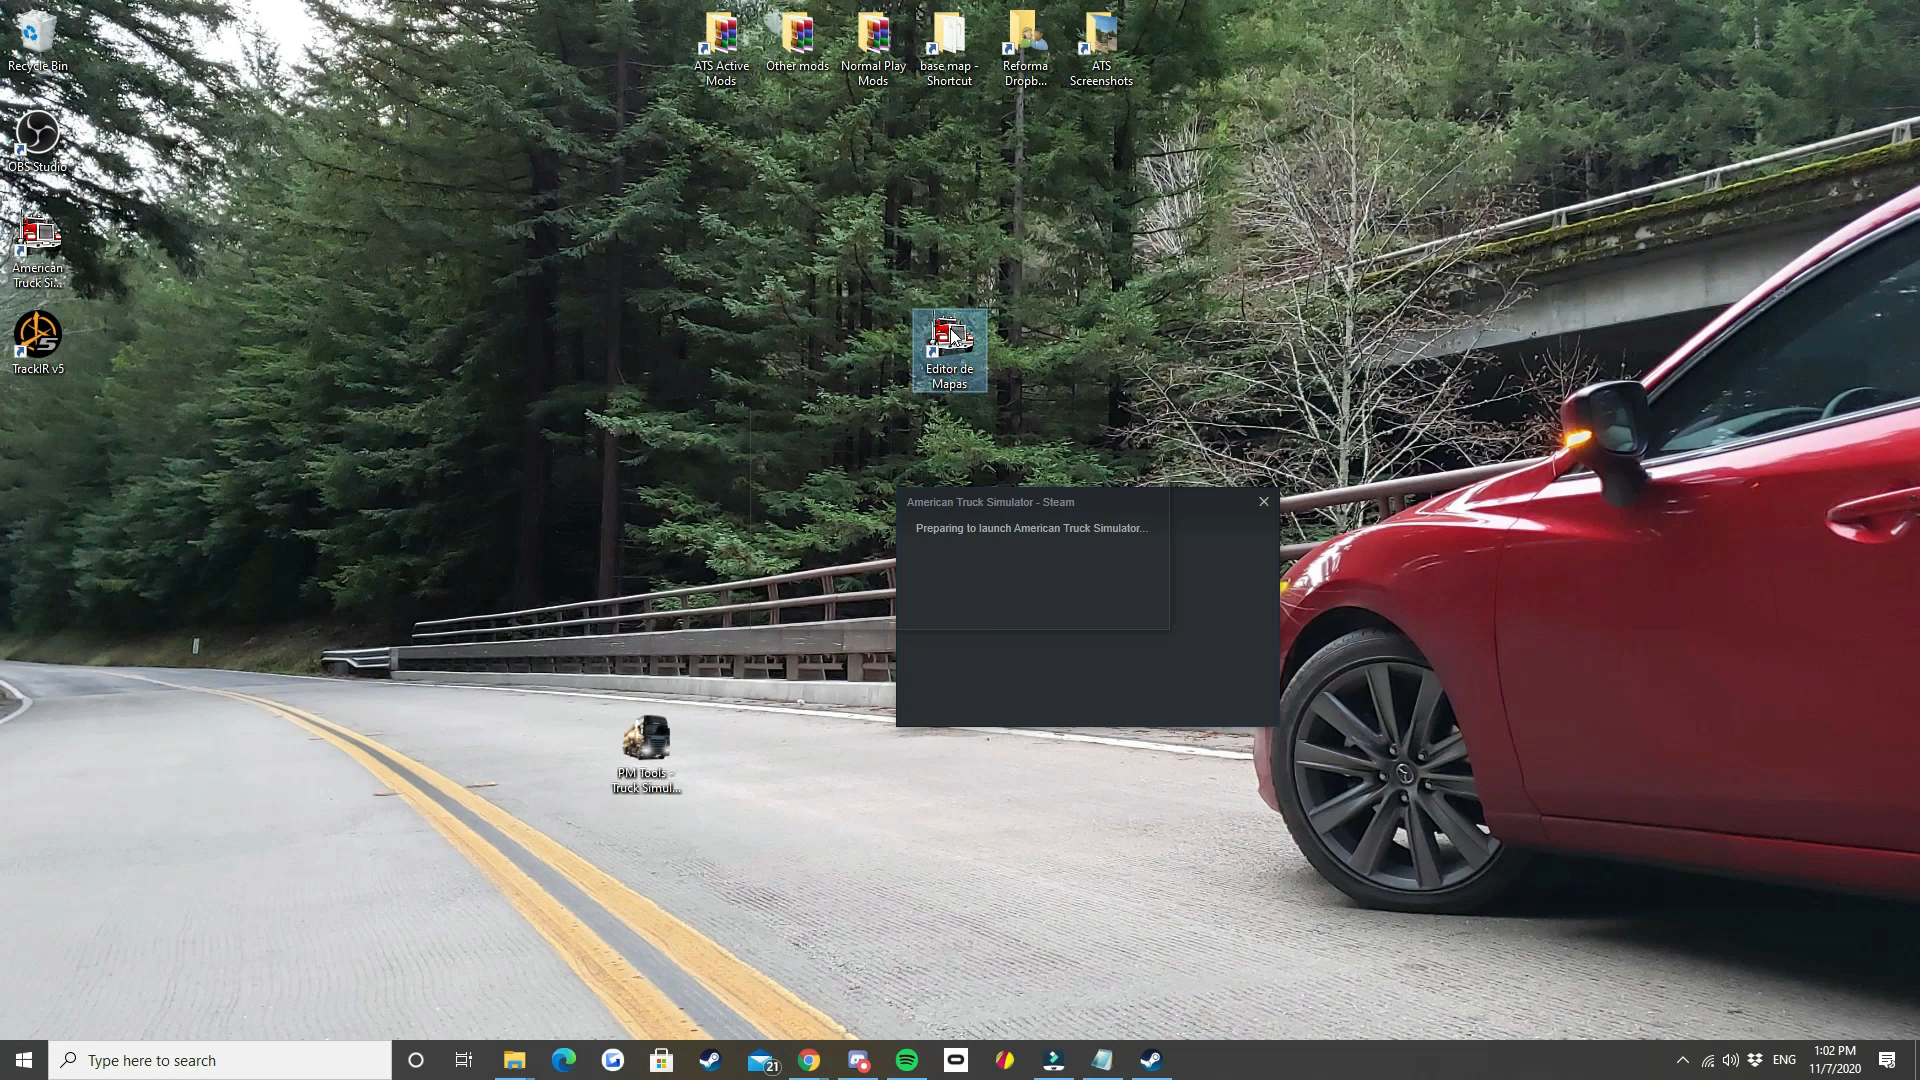 Recycle Bin
OBS Studio
American
Truck Si...
TrackIR v5
ATS Active
Mods
Other mods
Normal Play
Mods
base map -
Shortcut
Reforma
Dropb...
ATS
Screenshots
Editor de
Mapas
American Truck Simulator - Steam
Preparing to launch American Truck Simulator...
PM Tools -
Truck Simul...
Type here to search
21
ENG
1:02 PM
11/7/2020